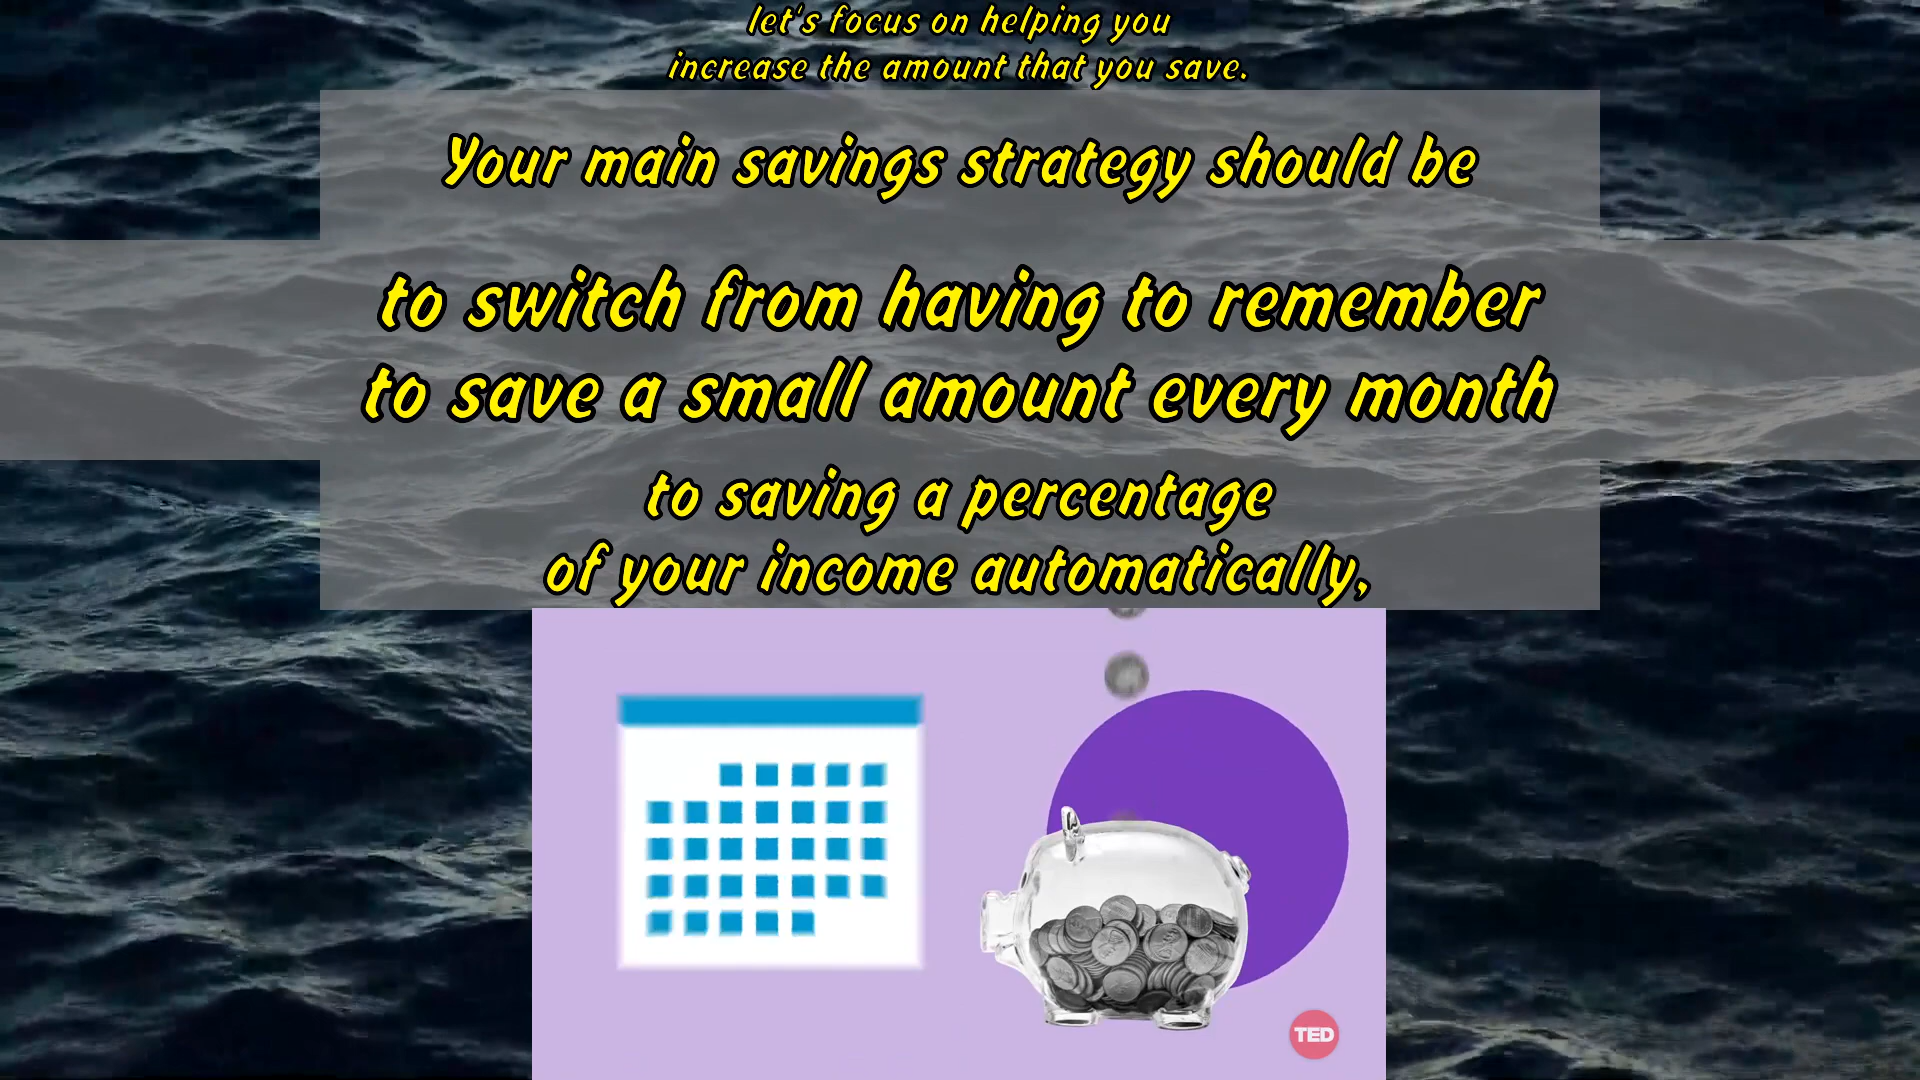 let's focus on helping you
increase the amount that you save.
Your main savings strategy should be
to switch from having to remember
to save a small amount every month
to saving a percentage
of your income automatically,
TED